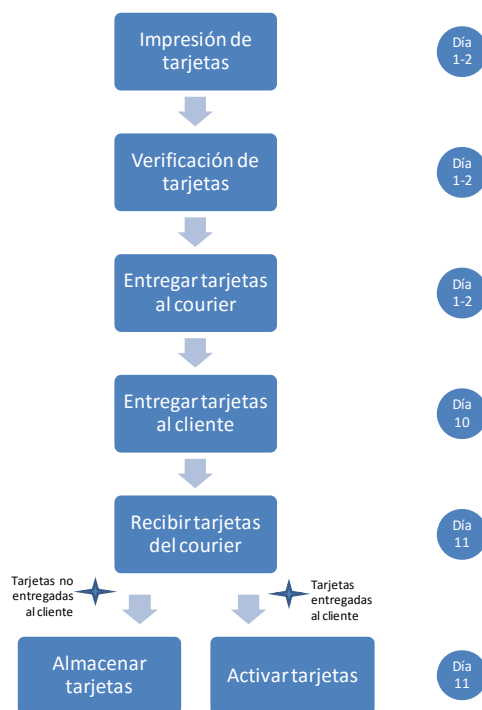 Impresión de
tarjetas
Día
1-2
Verificación de
tarjetas
Día
1-2
Entregar tarjetas
al courier
Día
1-2
Entregar tarjetas
al cliente
Día
10
Recibir tarjetas
del courier
Día
11
Tarjetas no
entregadas
al cliente
Tarjetas
entregadas
al cliente
Almacenar
tarjetas
Activar tarjetas
Día
11